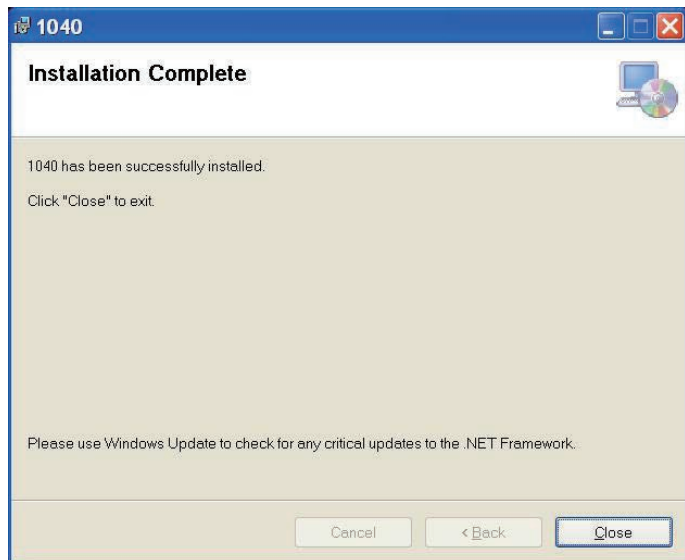 1040
Installation Complete
1040 has been successfully installed.
Click "Close" to exit.
Please use Windows Update to check for any critical updates to the .NET Framework.
Cancel
< Back
Close